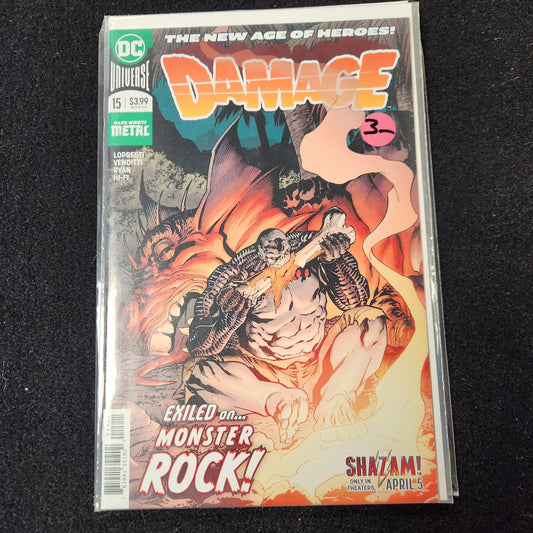 THE NEW AGE OF HEROES!
DC
UNIVERSE
DAMAGE
15 $3.99
DARK NIGHTS
METAL
3-
LOPRESTI
VENDITTI
RYAN
HI-FI
EXILED on...
MONSTER
ROCK!
SHAZAM!
ONLY IN
THEATERS
APRIL 5